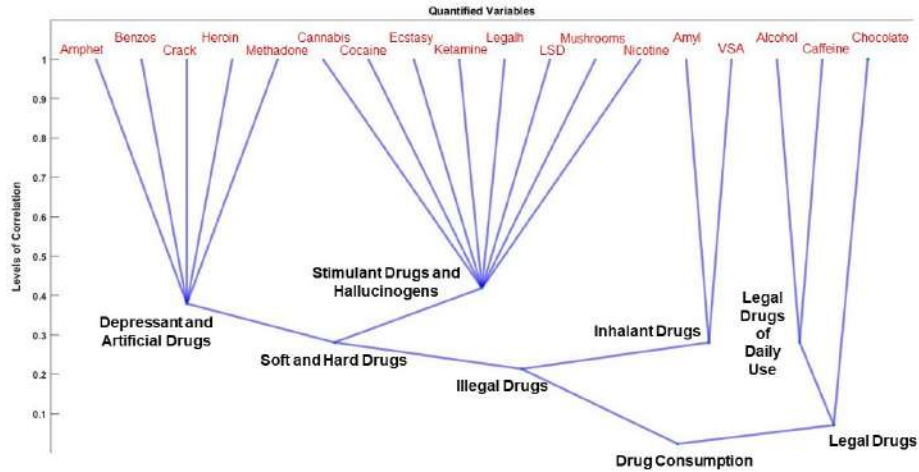 Quantified Variables
Amphet
Benzos
Crack
Heroin
Methadone
Cannabis
Cocaine
Ecstasy
Ketamine
Legalh
LSD
Mushrooms
Nicotine
Amyl
VSA
Alcohol
Caffeine
Chocolate
Levels of Correlation
1
0.9
0.8
0.7
0.6
0.5
0.4
0.3
0.2
0.1
Stimulant Drugs and
Hallucinogens
Depressant and
Artificial Drugs
Soft and Hard Drugs
Inhalant Drugs
Legal
Drugs
of
Daily
Use
Illegal Drugs
Legal Drugs
Drug Consumption